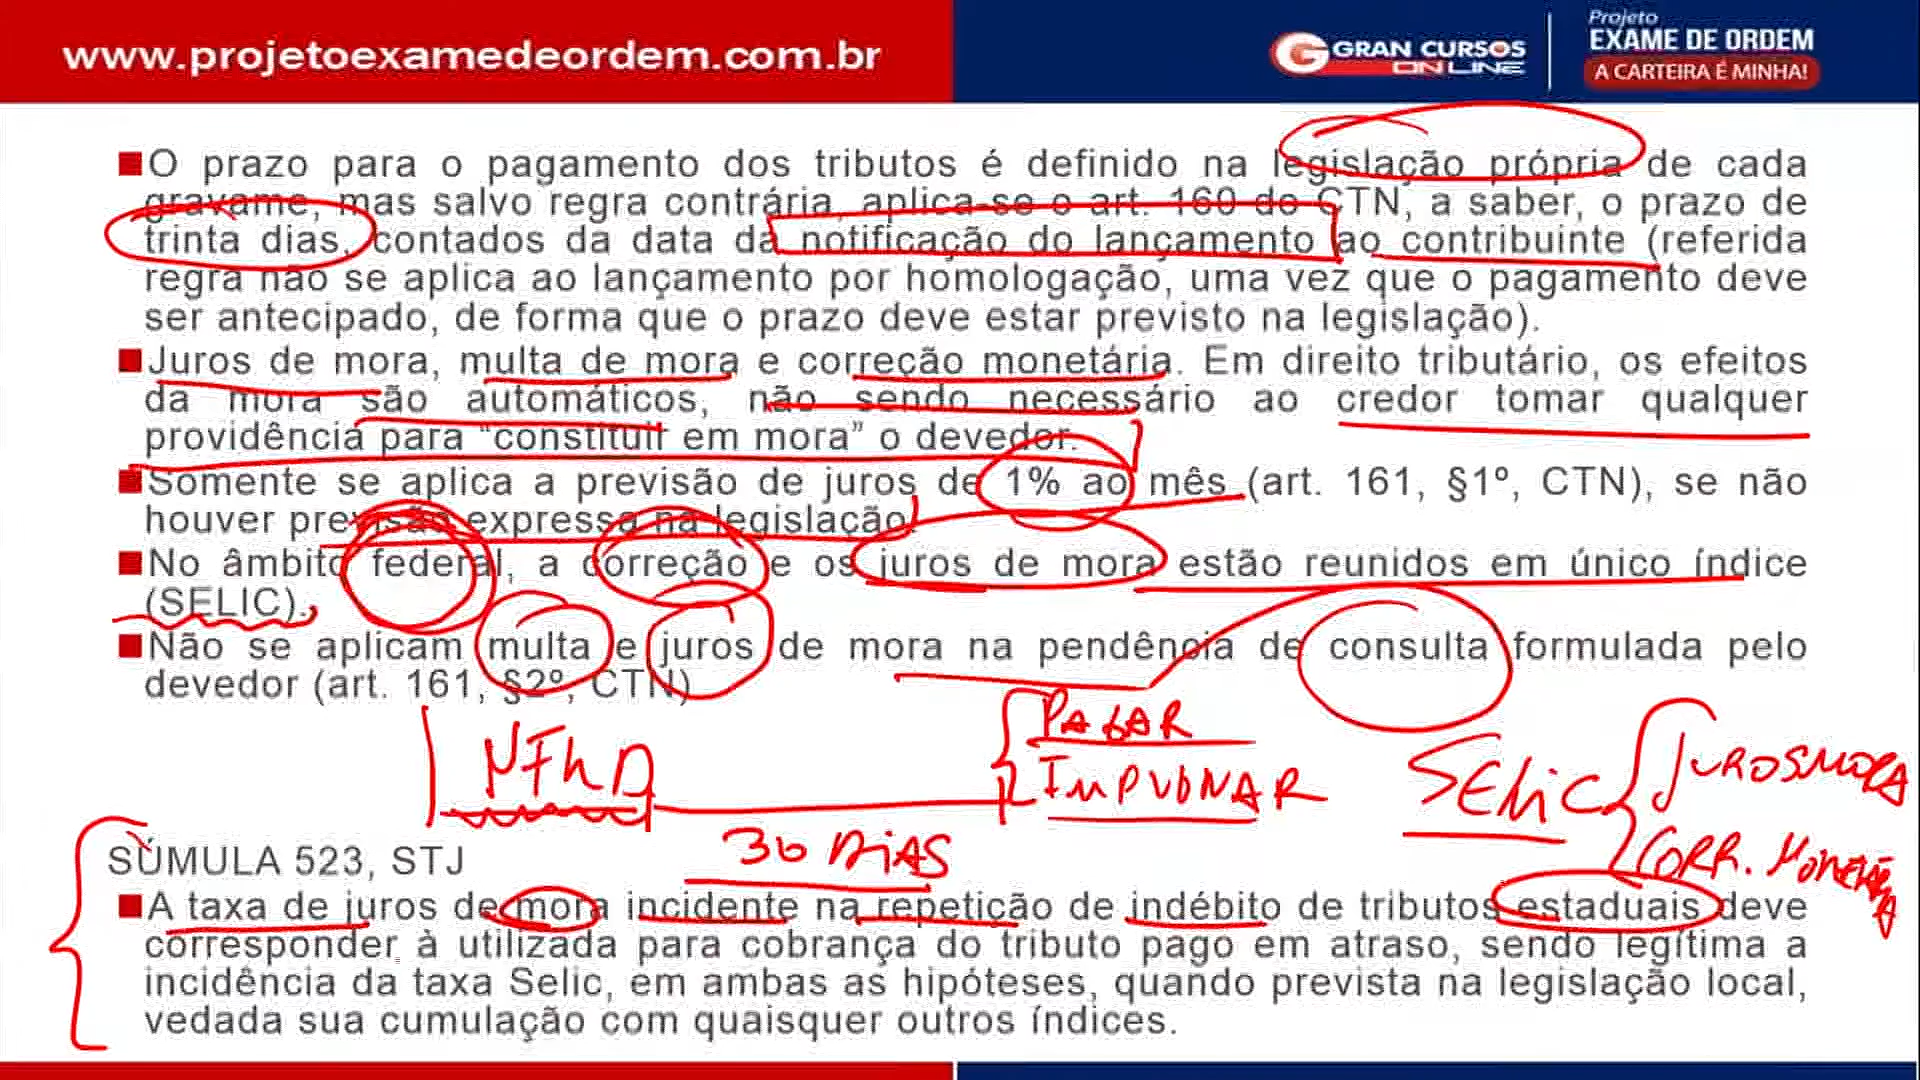 www.projetoexamedeordem.com.br
GRAN CURSOS
ONLINE
Projeto
EXAME DE ORDEM
A CARTEIRA É MINHA!
O prazo para o pagamento dos tributos é definido na legislação própria de cada
gravame, mas salvo regra contrária, aplica-se o art. 160 do CTN, a saber, o prazo de
trinta dias, contados da data da notificação do lançamento ao contribuinte (referida
regra não se aplica ao lançamento por homologação, uma vez que o pagamento deve
ser antecipado, de forma que o prazo deve estar previsto na legislação).
Juros de mora, multa de mora e correção monetária. Em direito tributário, os efeitos
da mora são automáticos, não sendo necessário ao credor tomar qualquer
providência para “constituir em mora” o devedor.
Somente se aplica a previsão de juros de 1% ao mês (art. 161, §1º, CTN), se não
houver previsão expressa na legislação.
No âmbito federal, a correção e os juros de mora estão reunidos em único índice
(SELIC).
Não se aplicam multa e juros de mora na pendência de consulta formulada pelo
devedor (art. 161, §2º, CTN)
PAGAR
IMPUGNAR
SELIC
JUROS MORA
CORR. MONETÁRIA
30 DIAS
SÚMULA 523, STJ
A taxa de juros de mora incidente na repetição de indébito de tributos estaduais deve
corresponder à utilizada para cobrança do tributo pago em atraso, sendo legítima a
incidência da taxa Selic, em ambas as hipóteses, quando prevista na legislação local,
vedada sua cumulação com quaisquer outros índices.